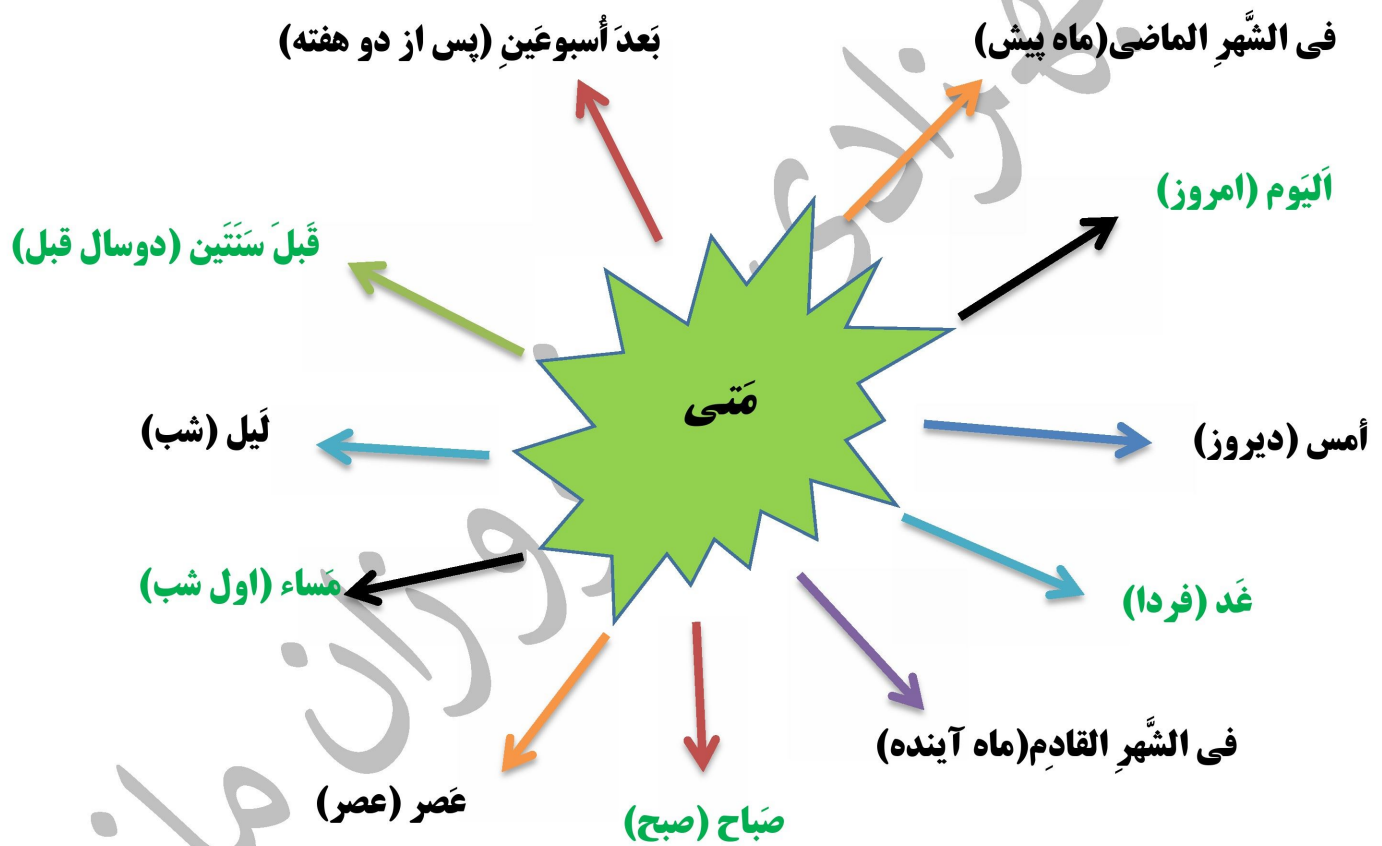 فی الشَّهرِ الماضی(ماه پیش)
بَعدَ أُسبوعَینِ (پس از دو هفته)
اَلیَوم (امروز)
قَبلَ سَنَتَین (دوسال قبل)
مَتی
أمس (دیروز)
لَیل (شب)
غَد (فردا)
مَساء (اول شب)
فی الشَّهرِ القادِم(ماه آینده)
عَصر (عصر)
صَباح (صبح)